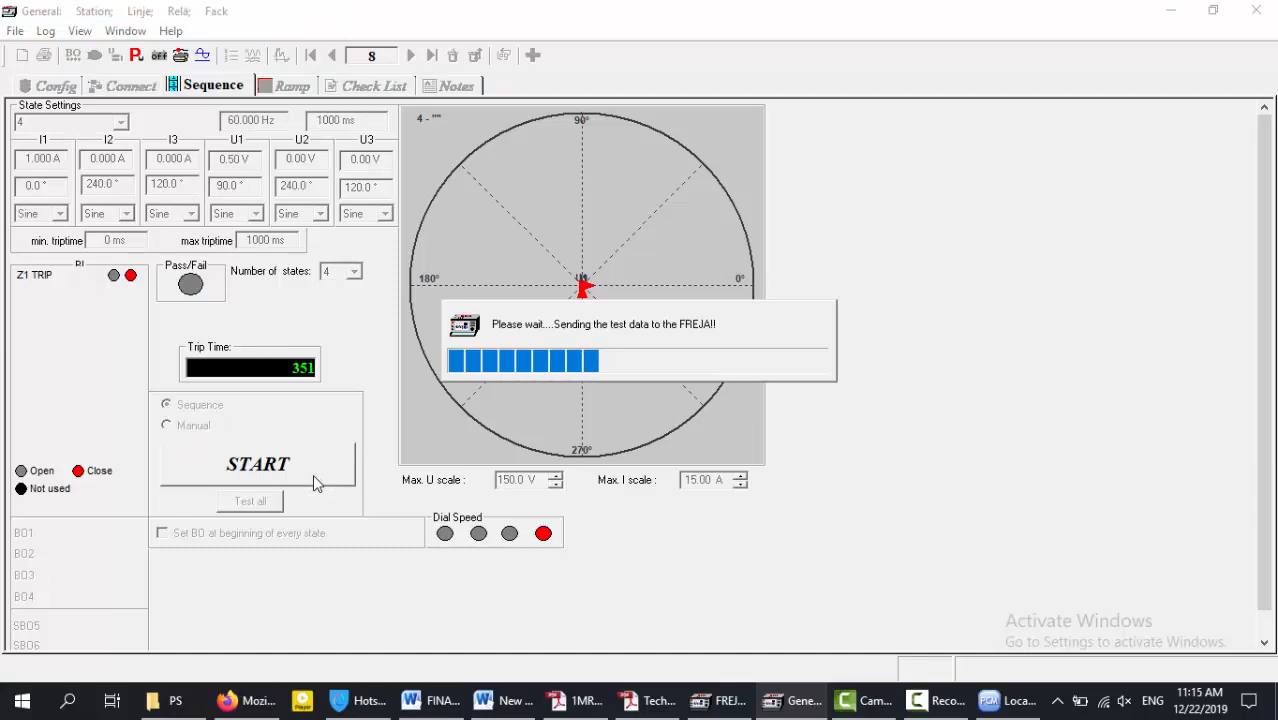 General: Station; Linje; Relä; Fack
File Log View Window Help
BO OFF 8
Config Connect Sequence Ramp Check List Notes
State Settings
4 60.000 Hz 1000 ms
I1 I2 I3 U1 U2 U3
1.000 A 0.000 A 0.000 A 0.50 V 0.00 V 0.00 V
0.0 ° 240.0 ° 120.0 ° 90.0 ° 240.0 ° 120.0 °
Sine Sine Sine Sine Sine Sine
min. triptime 0 ms max triptime 1000 ms
BI
Z1 TRIP
Pass/Fail
Number of states: 4
Trip Time:
351
Sequence
Manual
START
Test all
Open Close
Not used
4 - ""
90°
180°
U1
0°
270°
Please wait....Sending the test data to the FREJA!!
Max. U scale : 150.0 V Max. I scale : 15.00 A
Dial Speed
Set BO at beginning of every state
BO1
BO2
BO3
BO4
SBO5
SBO6
Activate Windows
Go to Settings to activate Windows.
PS Mozi... Player Hots... FINA... New ... 1MR... Tech... FREJ... Gene... Cam... Reco... Loca... ENG
11:15 AM
12/22/2019